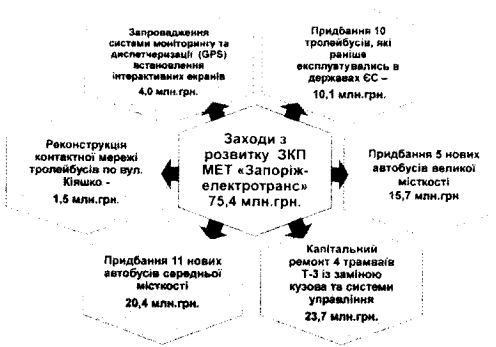 Запровадження
системи моніторингу та
диспетчеризації (GPS)
встановлення
інтерактивних екранів
4,0 млн.грн.
Придбання 10
тролейбусів, які
раніше
експлуатувались в
державах ЄС –
10,1 млн.грн.
Реконструкція
контактної мережі
тролейбусів по вул.
Кіяшко -
1,5 млн.грн.
Заходи з
розвитку ЗКП
МЕТ «Запоріж-
електротранс»
75,4 млн.грн.
Придбання 5 нових
автобусів великої
місткості
15,7 млн.грн
Придбання 11 нових
автобусів середньої
місткості
20,4 млн.грн.
Капітальний
ремонт 4 трамваїв
Т-3 із заміною
кузова та системи
управління
23,7 млн.грн.